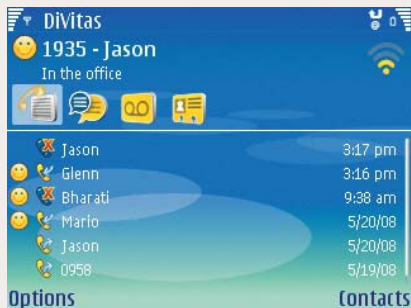 DiVitas
1935 - Jason
In the office
Jason 3:17 pm
Glenn 3:16 pm
Bharati 9:38 am
Mario 5/20/08
Jason 5/20/08
0958 5/19/08
Options Contacts